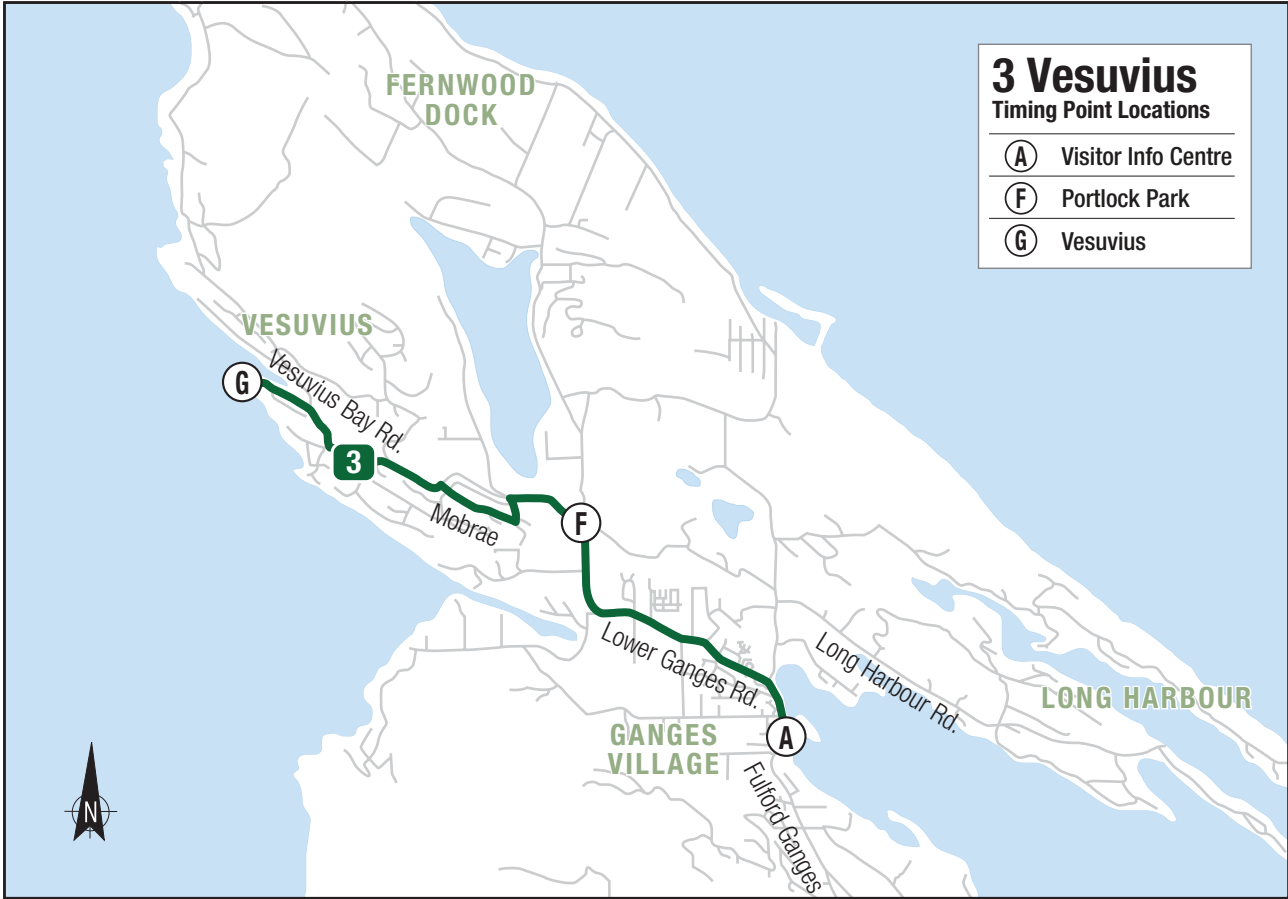 FERNWOOD
DOCK
3 Vesuvius
Timing Point Locations
A Visitor Info Centre
F Portlock Park
G Vesuvius
VESUVIUS
G
Vesuvius Bay Rd.
3
Mobrae
F
Lower Ganges Rd.
Long Harbour Rd.
LONG HARBOUR
GANGES
VILLAGE
A
Fulford Ganges
N